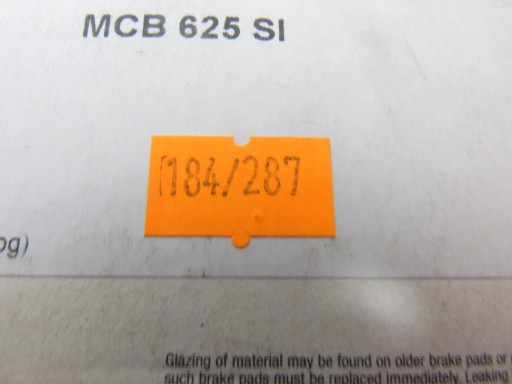 MCB 625 SI
184/287
og)
Glazing of material may be found on older brake pads or
such brake pads must be replaced immediately. Leaking